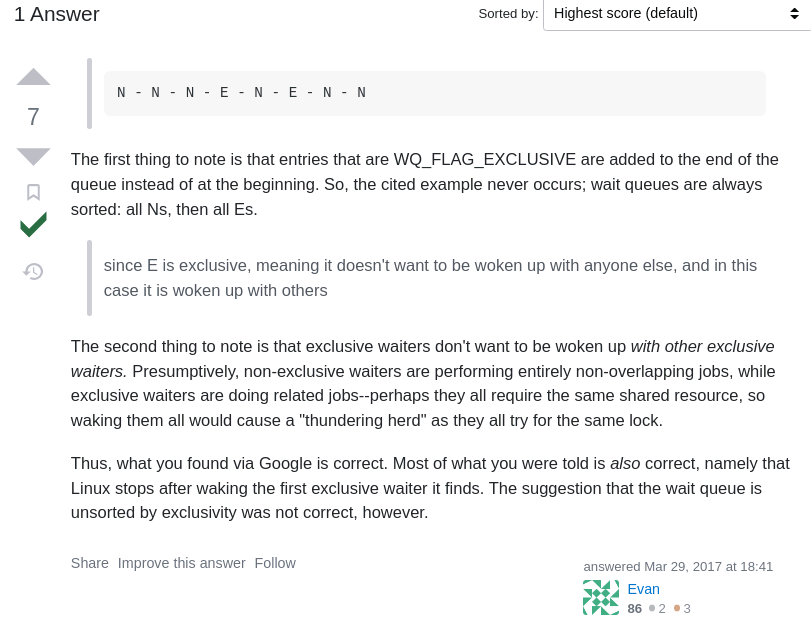 1 Answer
Sorted by:
Highest score (default)
N - N - N - E - N - E - N - N
7
The first thing to note is that entries that are WQ_FLAG_EXCLUSIVE are added to the end of the
queue instead of at the beginning. So, the cited example never occurs; wait queues are always
sorted: all Ns, then all Es.
since E is exclusive, meaning it doesn't want to be woken up with anyone else, and in this
case it is woken up with others
The second thing to note is that exclusive waiters don't want to be woken up with other exclusive
waiters. Presumptively, non-exclusive waiters are performing entirely non-overlapping jobs, while
exclusive waiters are doing related jobs--perhaps they all require the same shared resource, so
waking them all would cause a "thundering herd" as they all try for the same lock.
Thus, what you found via Google is correct. Most of what you were told is also correct, namely that
Linux stops after waking the first exclusive waiter it finds. The suggestion that the wait queue is
unsorted by exclusivity was not correct, however.
Share Improve this answer Follow
answered Mar 29, 2017 at 18:41
Evan
86 ●2 ●3